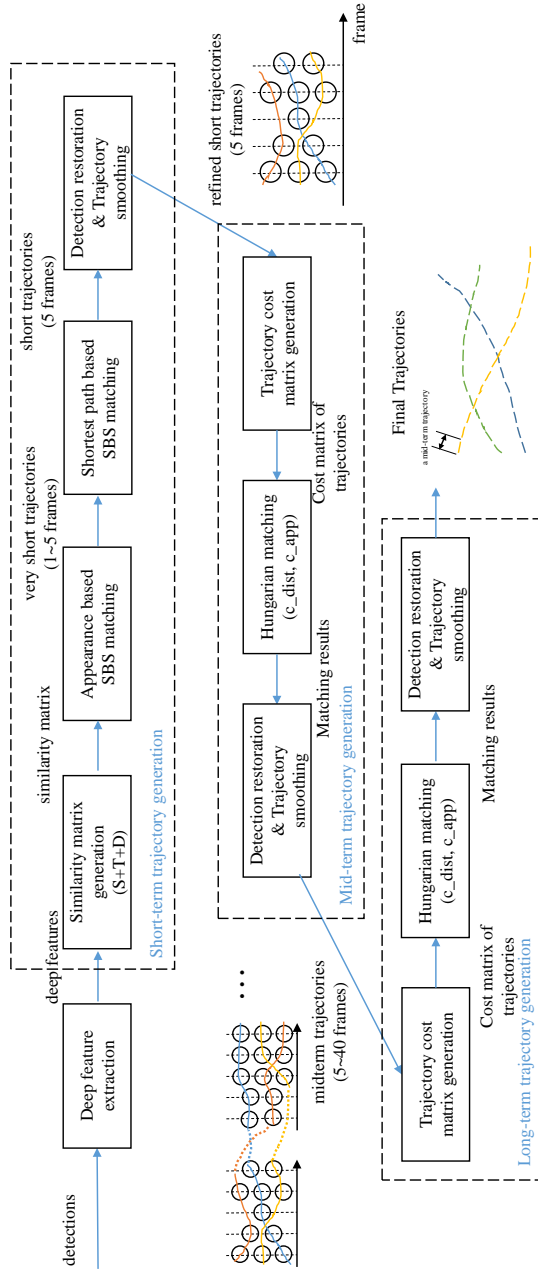 detections
Deep feature
extraction
deep features
Similarity matrix
generation
(S+T+D)
similarity matrix
Appearance based
SBS matching
very short trajectories
(1~5 frames)
Shortest path based
SBS matching
short trajectories
(5 frames)
Detection restoration
& Trajectory
smoothing
Short-term trajectory generation
refined short trajectories
(5 frames)
frame
Trajectory cost
matrix generation
Cost matrix of
trajectories
Hungarian matching
(c_dist, c_app)
Matching results
Detection restoration
& Trajectory
smoothing
Mid-term trajectory generation
...
midterm trajectories
(5~40 frames)
Trajectory cost
matrix generation
Cost matrix of
trajectories
Hungarian matching
(c_dist, c_app)
Matching results
Detection restoration
& Trajectory
smoothing
Long-term trajectory generation
Final Trajectories
a mid-term trajectory